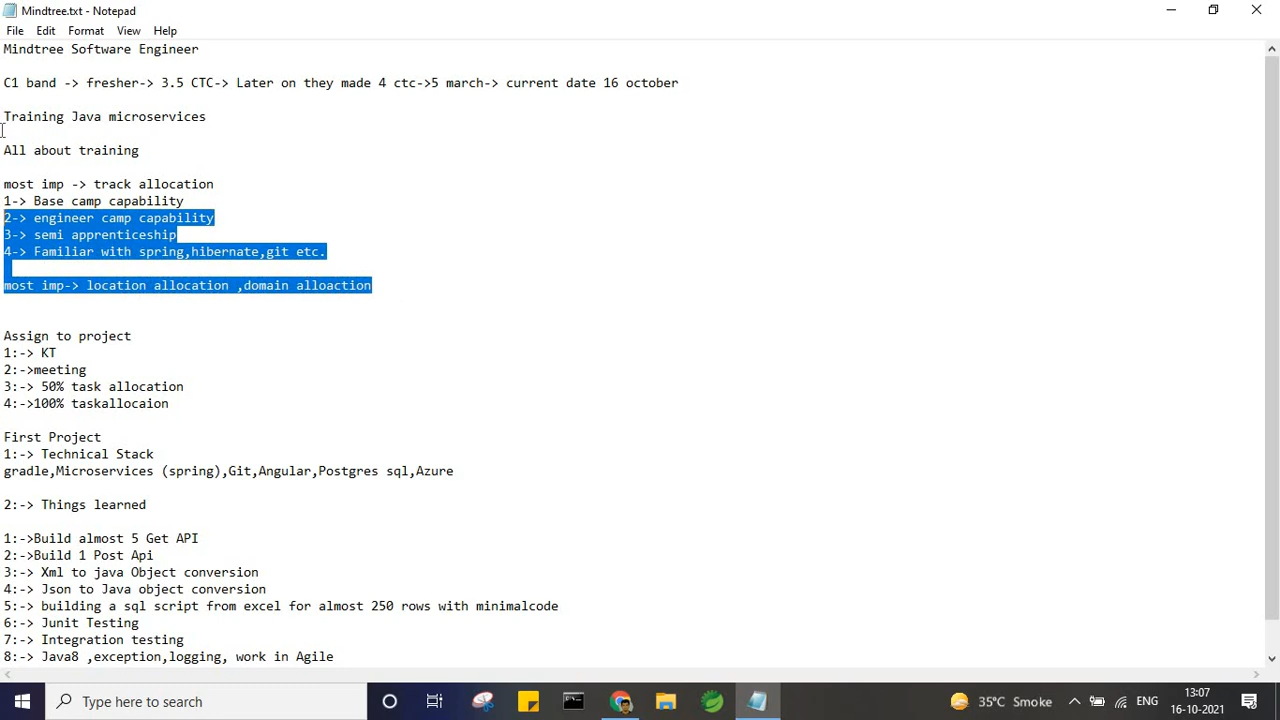 Mindtree.txt - Notepad
File Edit Format View Help
Mindtree Software Engineer
C1 band -> fresher-> 3.5 CTC-> Later on they made 4 ctc->5 march-> current date 16 october
Training Java microservices
All about training
most imp -> track allocation
1-> Base camp capability
2-> engineer camp capability
3-> semi apprenticeship
4-> Familiar with spring,hibernate,git etc.
most imp-> location allocation ,domain alloaction
Assign to project
1:-> KT
2:->meeting
3:-> 50% task allocation
4:->100% taskallocaion
First Project
1:-> Technical Stack
gradle,Microservices (spring),Git,Angular,Postgres sql,Azure
2:-> Things learned
1:->Build almost 5 Get API
2:->Build 1 Post Api
3:-> Xml to java Object conversion
4:-> Json to Java object conversion
5:-> building a sql script from excel for almost 250 rows with minimalcode
6:-> Junit Testing
7:-> Integration testing
8:-> Java8 ,exception,logging, work in Agile
Type here to search
35°C Smoke
ENG
13:07
16-10-2021